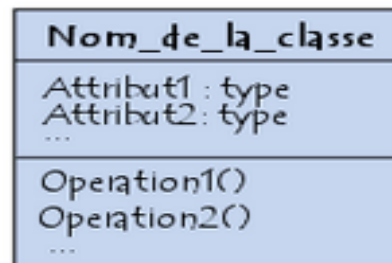 Nom_de_la_classe
Attribut1 : type
Attribut2 : type
...
Operation1()
Operation2()
...